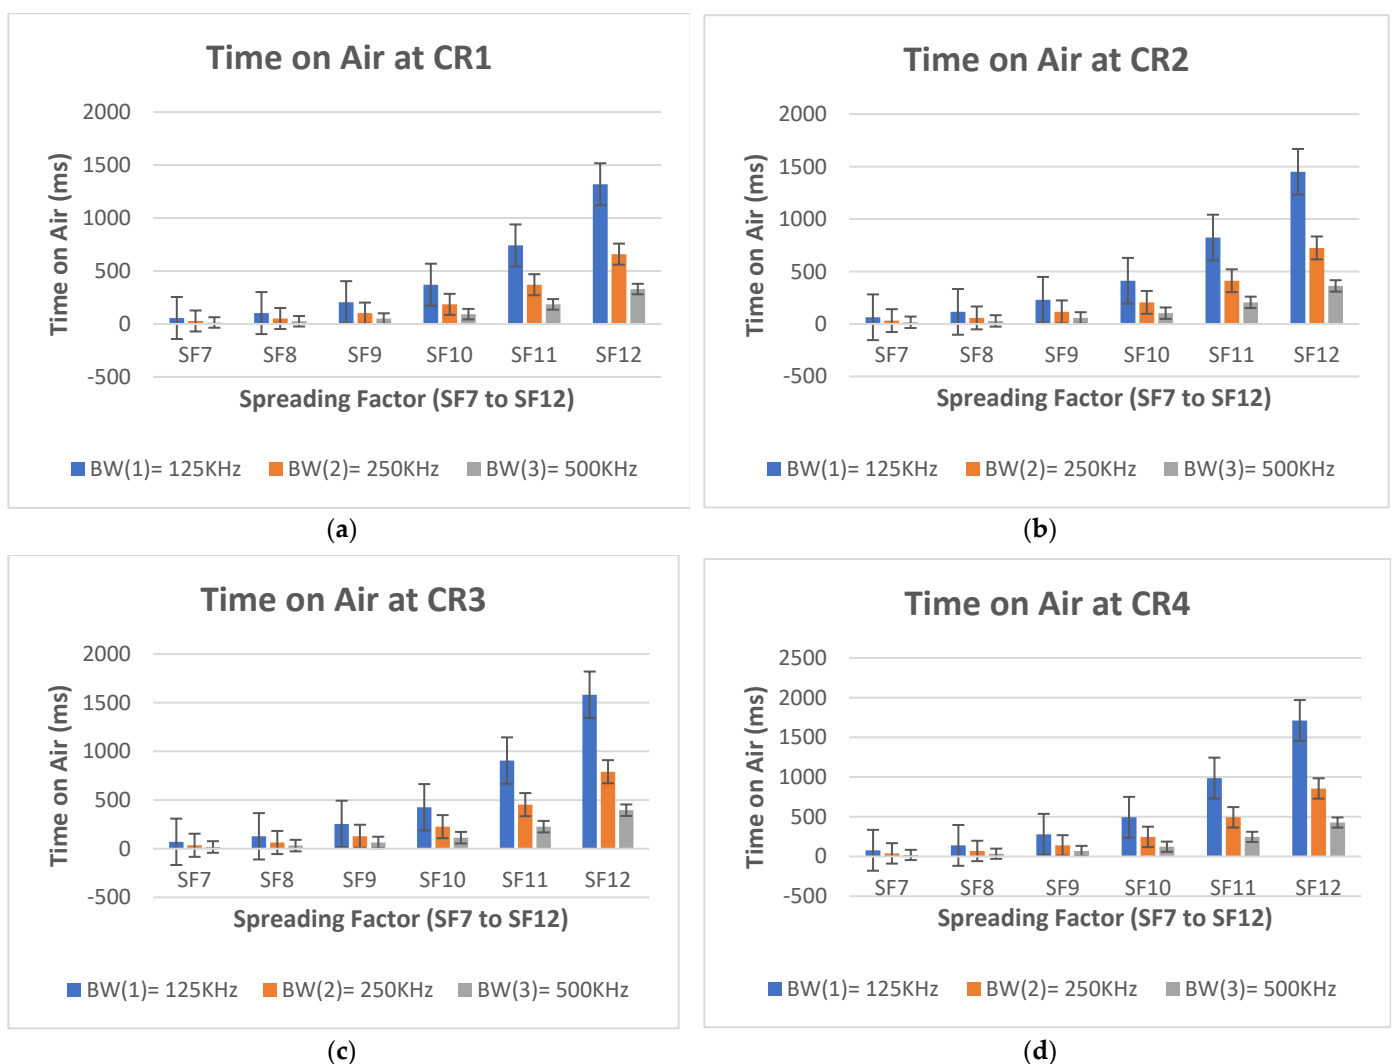 Time on Air at CR1
Time on Air (ms)
2000
1500
1000
500
0
-500
SF7 SF8 SF9 SF10 SF11 SF12
Spreading Factor (SF7 to SF12)
BW(1)= 125KHz BW(2)= 250KHz BW(3)= 500KHz
(a)
Time on Air at CR2
Time on Air (ms)
2000
1500
1000
500
0
-500
SF7 SF8 SF9 SF10 SF11 SF12
Spreading Factor (SF7 to SF12)
BW(1)= 125KHz BW(2)= 250KHz BW(3)= 500KHz
(b)
Time on Air at CR3
Time on Air (ms)
2000
1500
1000
500
0
-500
SF7 SF8 SF9 SF10 SF11 SF12
Spreading Factor (SF7 to SF12)
BW(1)= 125KHz BW(2)= 250KHz BW(3)= 500KHz
(c)
Time on Air at CR4
Time on Air (ms)
2500
2000
1500
1000
500
0
-500
SF7 SF8 SF9 SF10 SF11 SF12
Spreading Factor (SF7 to SF12)
BW(1)= 125KHz BW(2)= 250KHz BW(3)= 500KHz
(d)